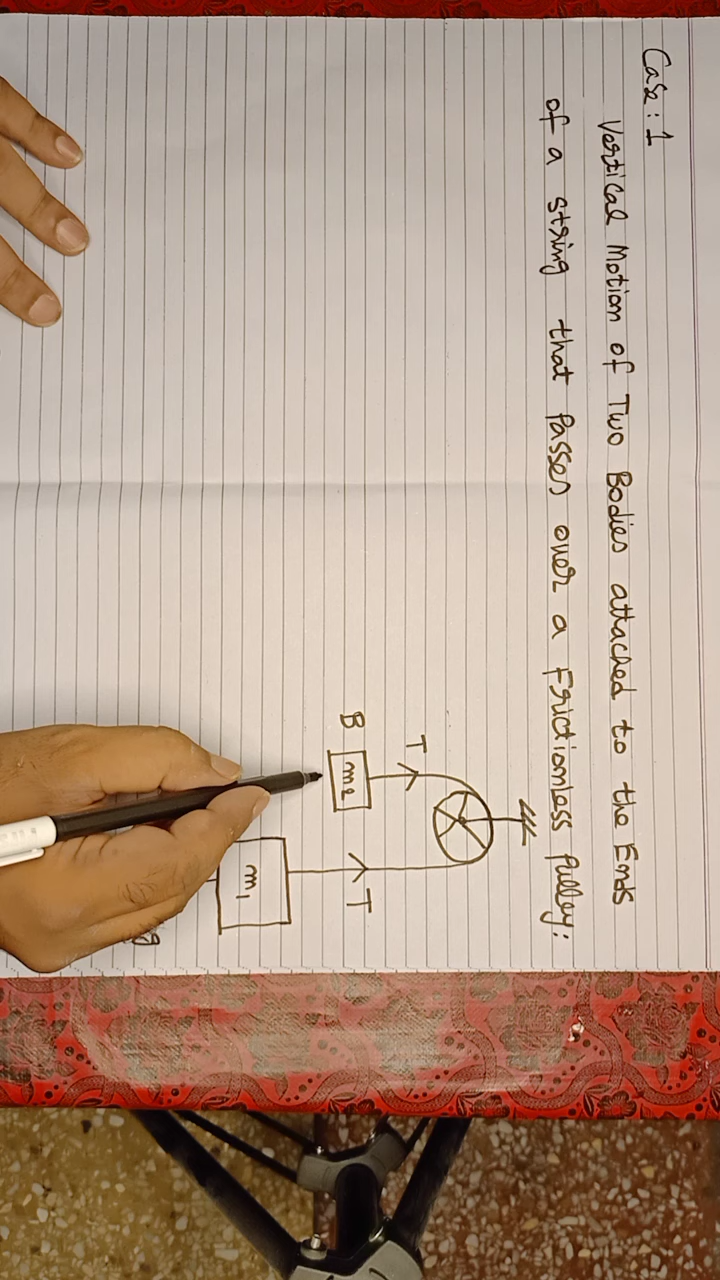 Case: 1
Vertical Motion of Two Bodies attached to the Ends
of a string that Passes over a Frictionless Pulley:
T
T
B
m2
m1
g